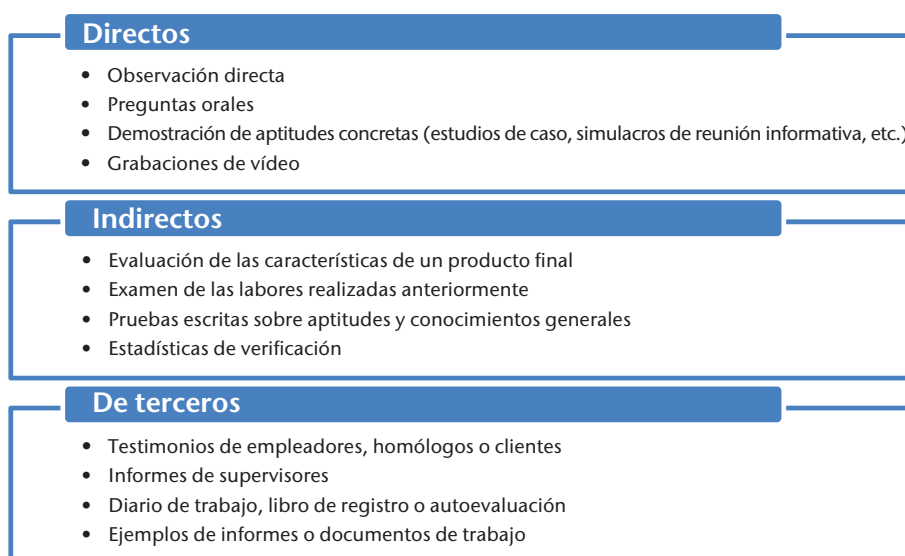 Directos
• Observación directa
• Preguntas orales
• Demostración de aptitudes concretas (estudios de caso, simulacros de reunión informativa, etc.)
• Grabaciones de vídeo
Indirectos
• Evaluación de las características de un producto final
• Examen de las labores realizadas anteriormente
• Pruebas escritas sobre aptitudes y conocimientos generales
• Estadísticas de verificación
De terceros
• Testimonios de empleadores, homólogos o clientes
• Informes de supervisores
• Diario de trabajo, libro de registro o autoevaluación
• Ejemplos de informes o documentos de trabajo